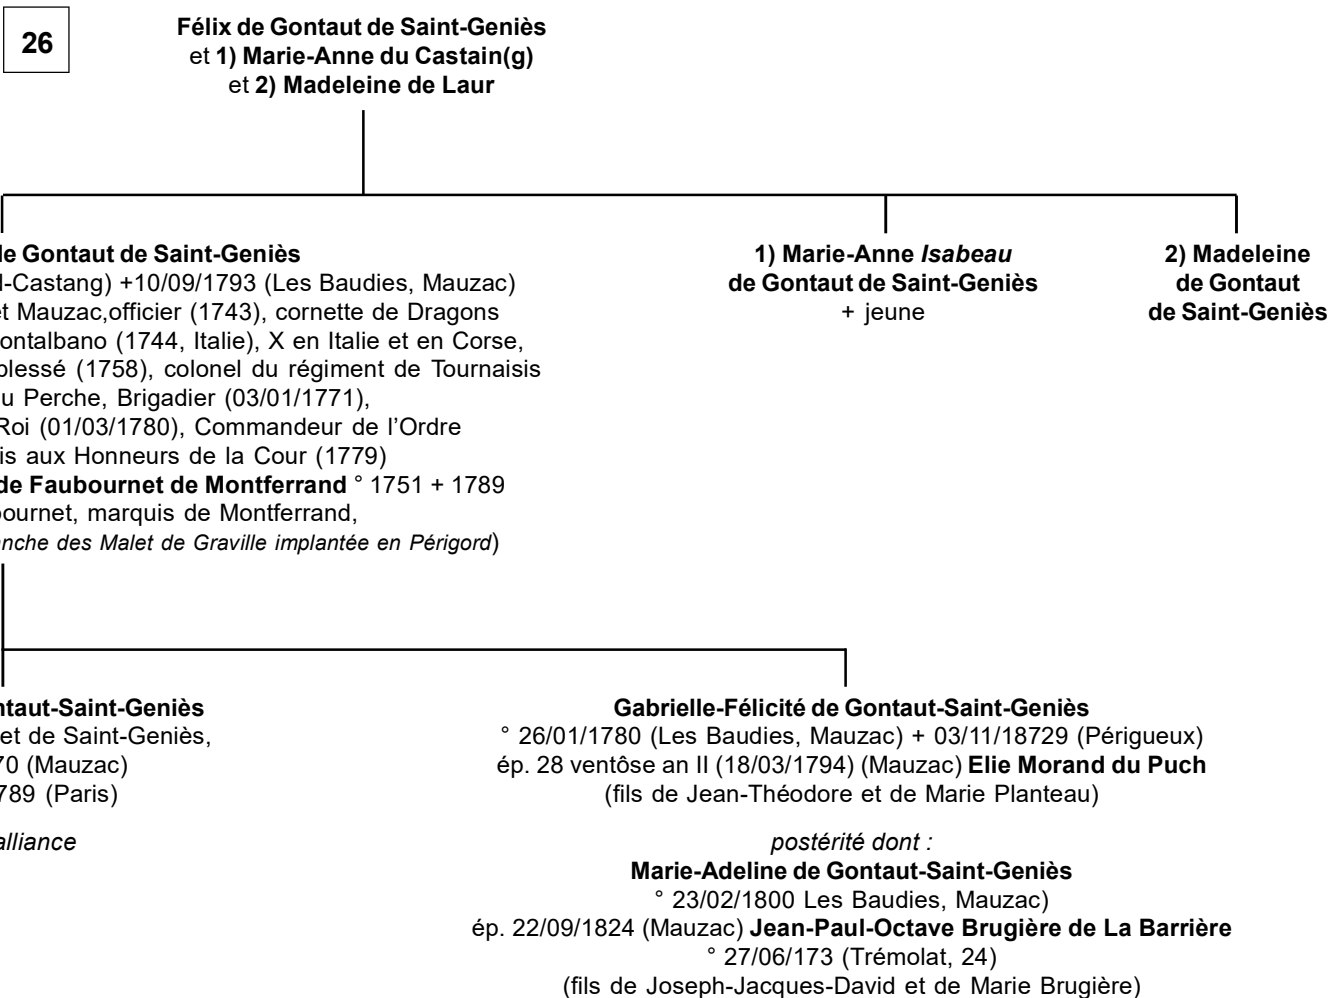 26
Félix de Gontaut de Saint-Geniès
et 1) Marie-Anne du Castain(g)
et 2) Madeleine de Laur
de Gontaut de Saint-Geniès
-Castang) +10/09/1793 (Les Baudies, Mauzac)
et Mauzac,officier (1743), cornette de Dragons
ontalbano (1744, Italie), X en Italie et en Corse,
blessé (1758), colonel du régiment de Tournaisis
u Perche, Brigadier (03/01/1771),
Roi (01/03/1780), Commandeur de l'Ordre
is aux Honneurs de la Cour (1779)
de Faubournet de Montferrand ° 1751 + 1789
bournet, marquis de Montferrand,
anche des Malet de Graville implantée en Périgord)
1) Marie-Anne Isabeau
de Gontaut de Saint-Geniès
+ jeune
2) Madeleine
de Gontaut
de Saint-Geniès
ntaut-Saint-Geniès
et de Saint-Geniès,
70 (Mauzac)
789 (Paris)
alliance
Gabrielle-Félicité de Gontaut-Saint-Geniès
° 26/01/1780 (Les Baudies, Mauzac) + 03/11/18729 (Périgueux)
ép. 28 ventôse an II (18/03/1794) (Mauzac) Elie Morand du Puch
(fils de Jean-Théodore et de Marie Planteau)
postérité dont :
Marie-Adeline de Gontaut-Saint-Geniès
° 23/02/1800 Les Baudies, Mauzac)
ép. 22/09/1824 (Mauzac) Jean-Paul-Octave Brugière de La Barrière
° 27/06/173 (Trémolat, 24)
(fils de Joseph-Jacques-David et de Marie Brugière)